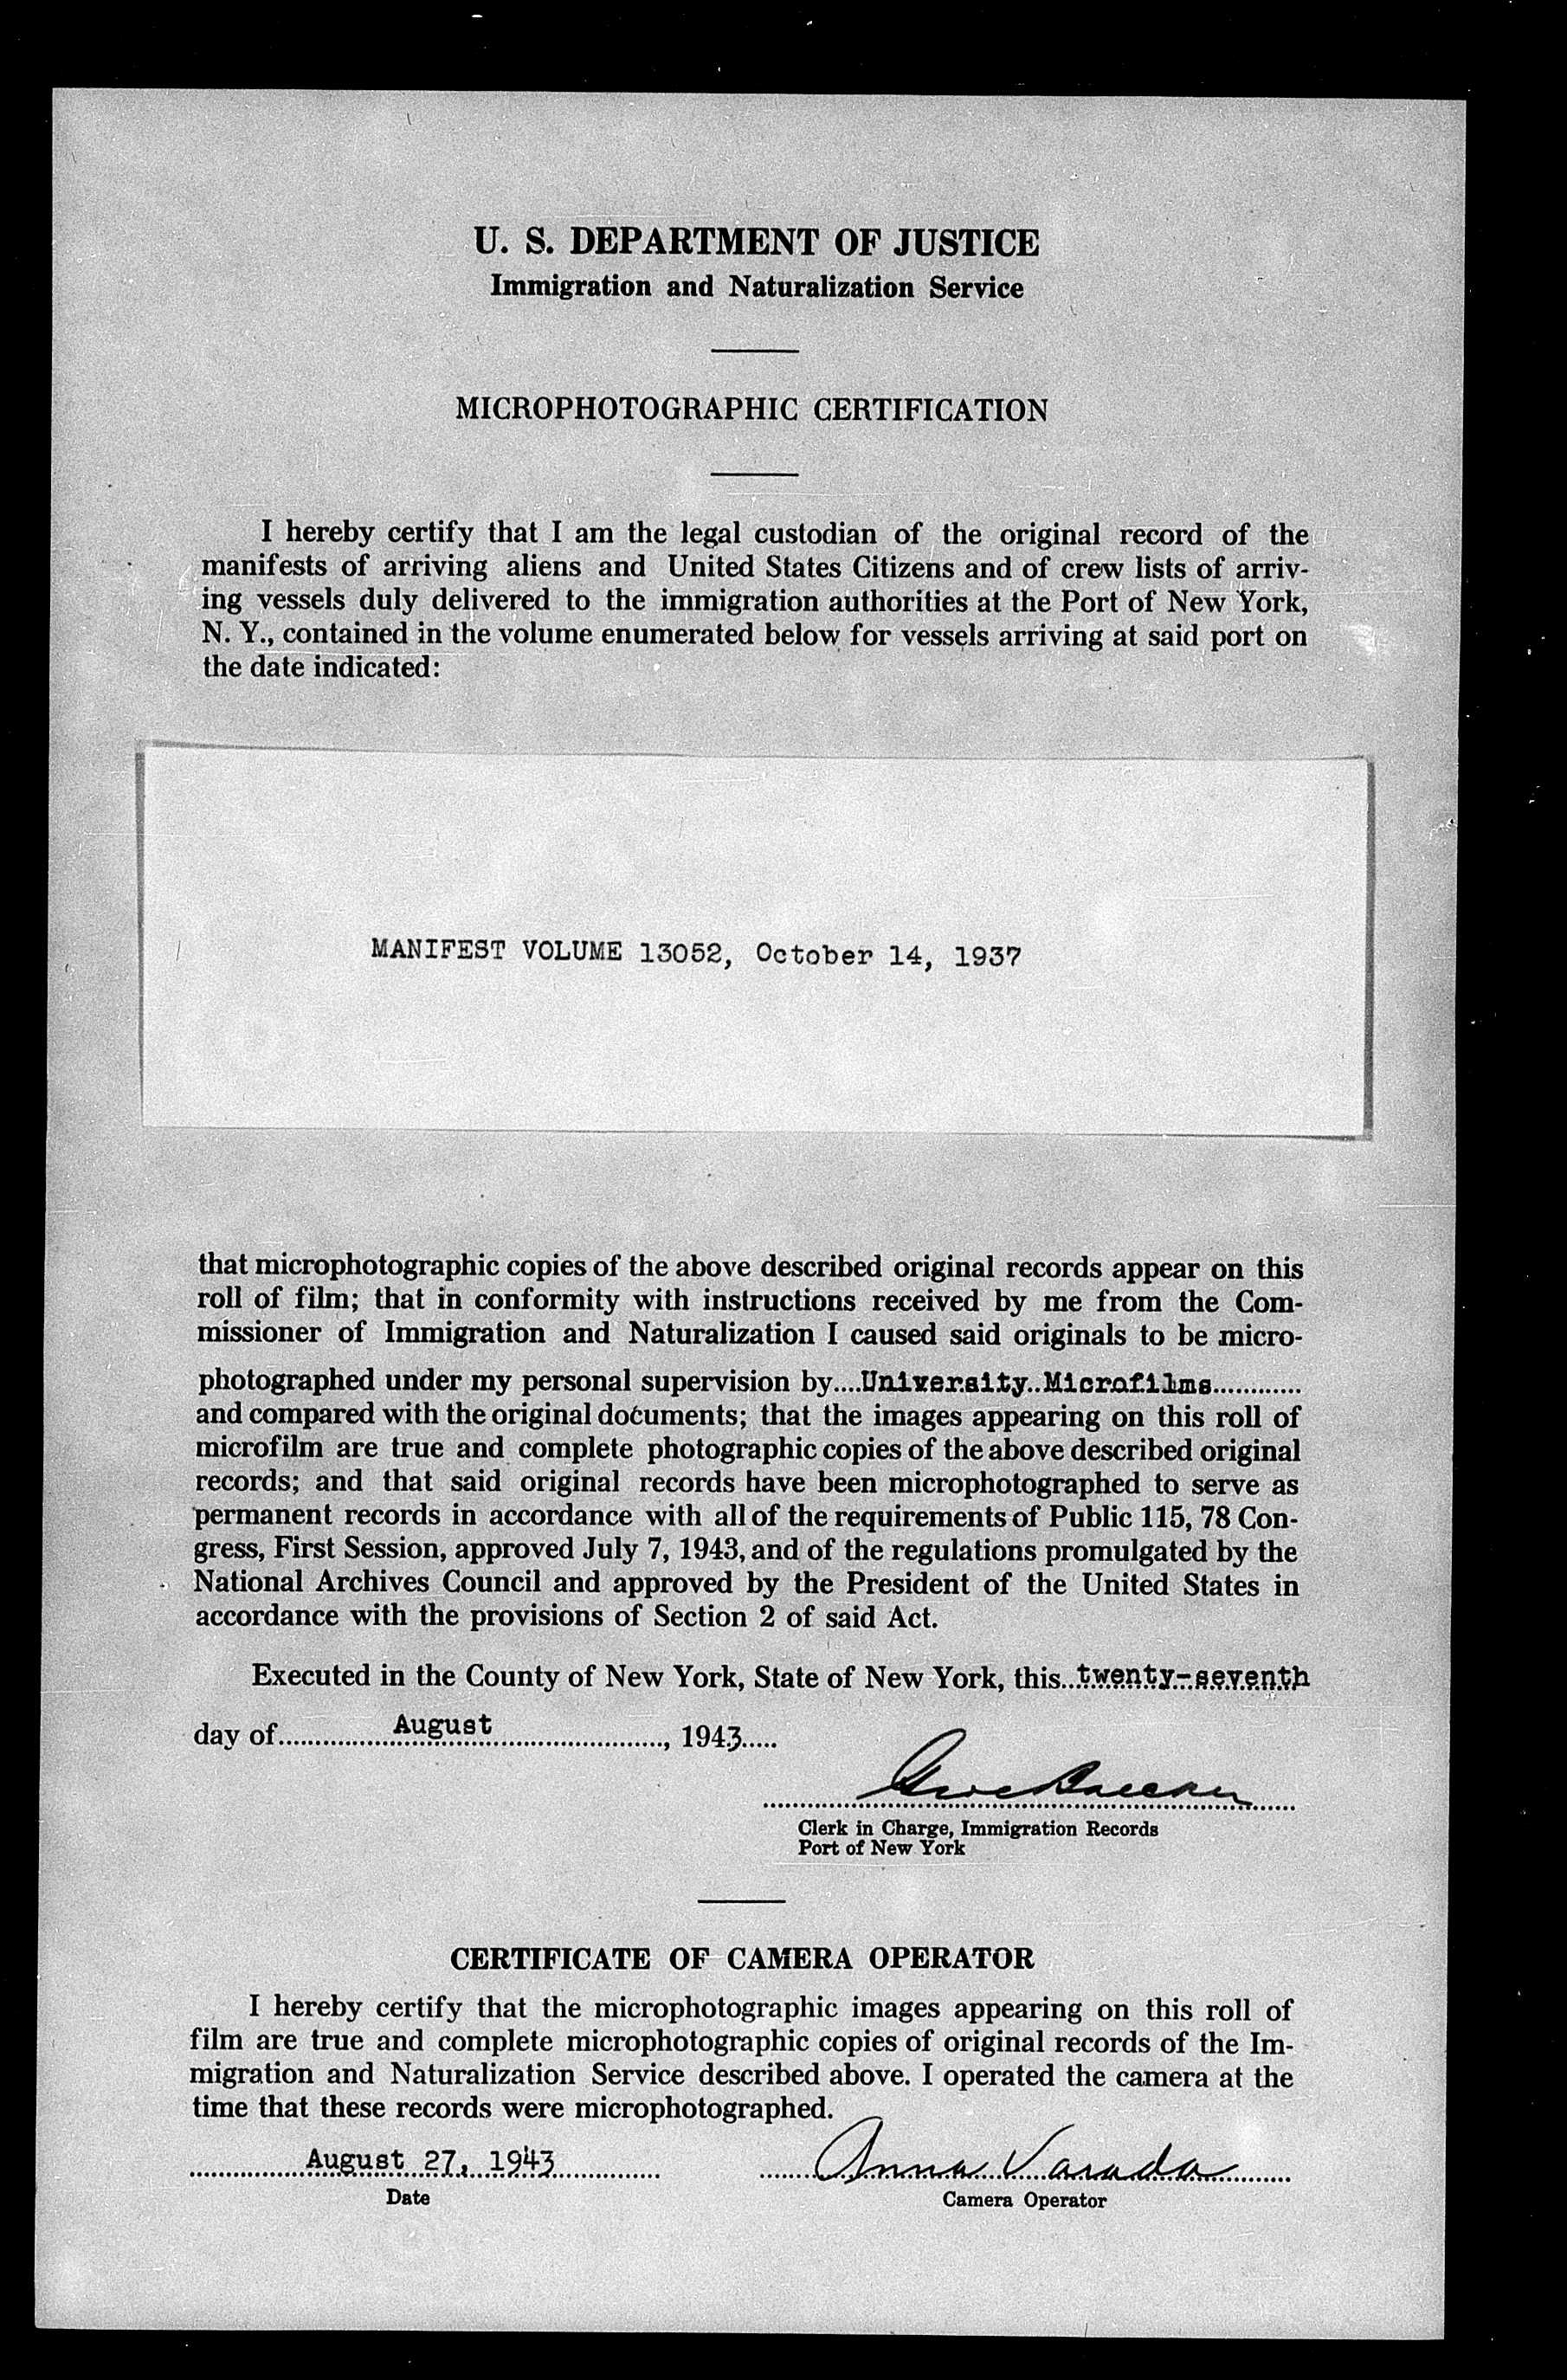 U. S. DEPARTMENT OF JUSTICE
Immigration and Naturalization Service
MICROPHOTOGRAPHIC CERTIFICATION
I hereby certify that I am the legal custodian of the original record of the
manifests of arriving aliens and United States Citizens and of crew lists of arriv-
ing vessels duly delivered to the immigration authorities at the Port of New York,
N. Y., contained in the volume enumerated below for vessels arriving at said port on
the date indicated:
MANIFEST VOLUME 13052, October 14, 1937
that microphotographic copies of the above described original records appear on this
roll of film; that in conformity with instructions received by me from the Com-
missioner of Immigration and Naturalization I caused said originals to be micro-
photographed under my personal supervision by....University..Microfilms............
and compared with the original documents; that the images appearing on this roll of
microfilm are true and complete photographic copies of the above described original
records; and that said original records have been microphotographed to serve as
permanent records in accordance with all of the requirements of Public 115, 78 Con-
gress, First Session, approved July 7, 1943, and of the regulations promulgated by the
National Archives Council and approved by the President of the United States in
accordance with the provisions of Section 2 of said Act.
Executed in the County of New York, State of New York, this...twenty-seventh
day of................August........................, 1943.....
Clerk in Charge, Immigration Records
Port of New York
CERTIFICATE OF CAMERA OPERATOR
I hereby certify that the microphotographic images appearing on this roll of
film are true and complete microphotographic copies of original records of the Im-
migration and Naturalization Service described above. I operated the camera at the
time that these records were microphotographed.
August 27, 1943 Anna Varada
Date Camera Operator